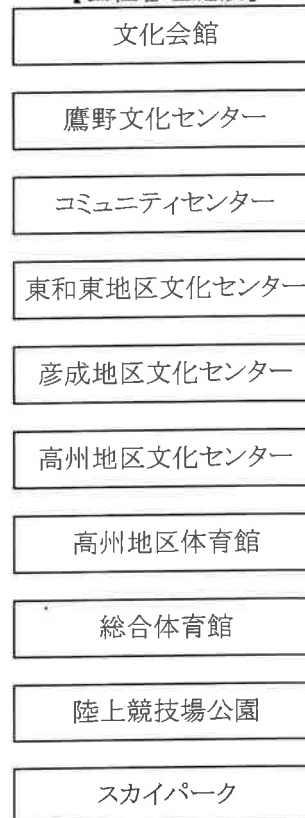 文化会館
鷹野文化センター
コミュニティセンター
東和東地区文化センター
彦成地区文化センター
高州地区文化センター
高州地区体育館
総合体育館
陸上競技場公園
スカイパーク